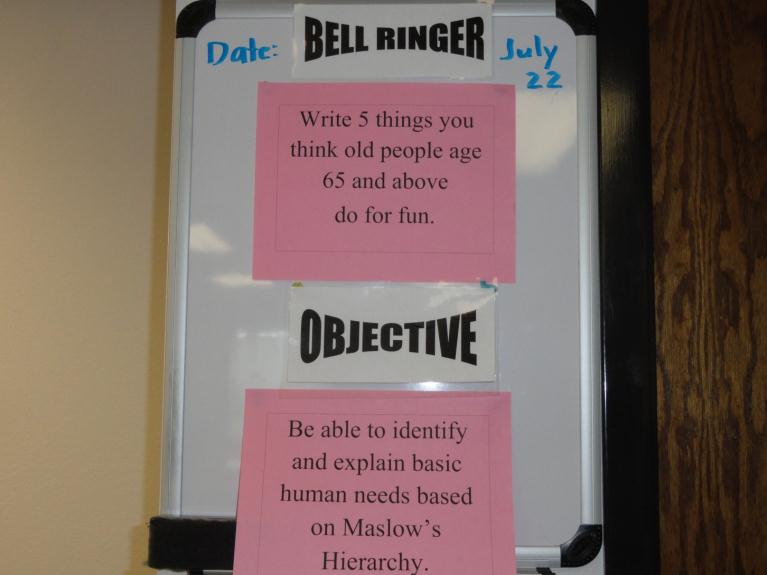 BELL RINGER
Date: July
22
Write 5 things you
think old people age
65 and above
do for fun.
OBJECTIVE
Be able to identify
and explain basic
human needs based
on Maslow's
Hierarchy.